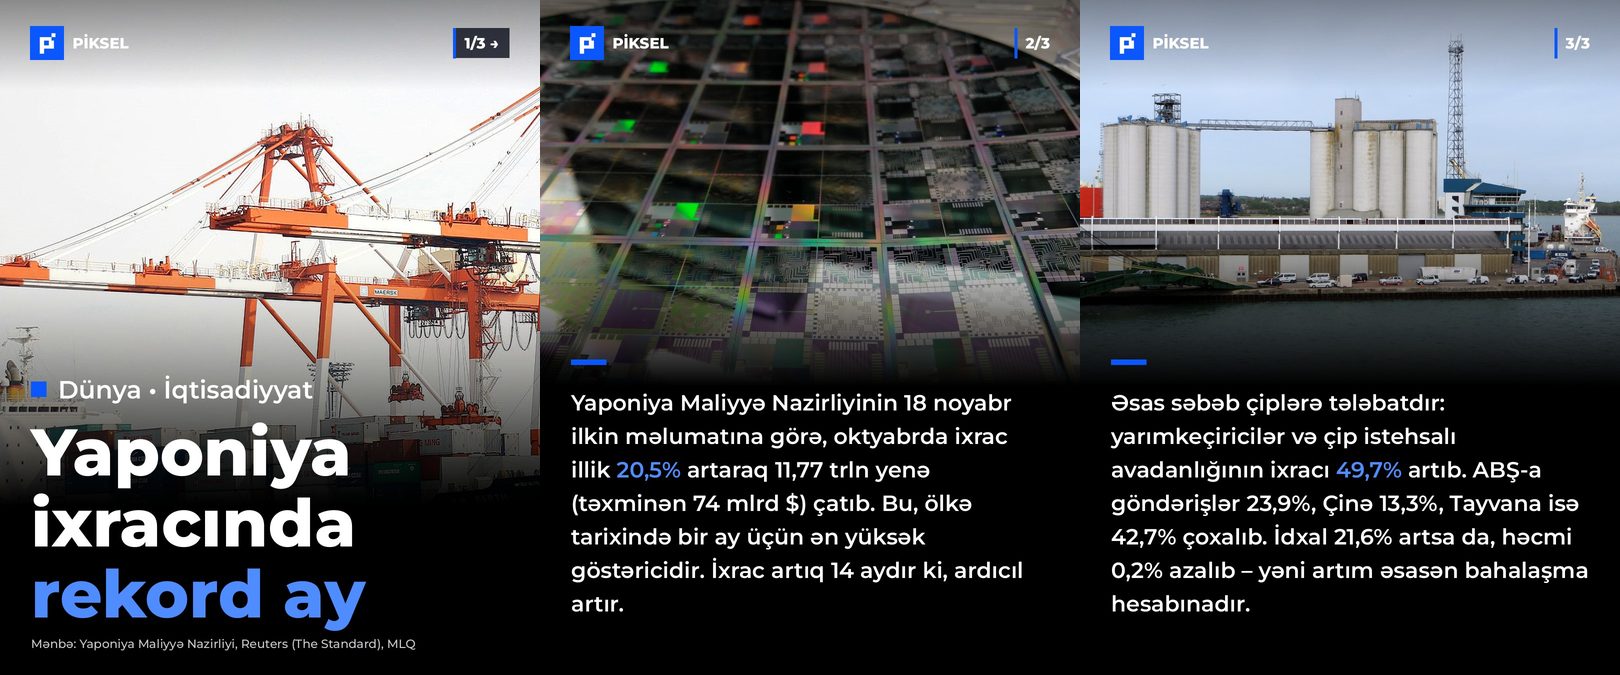 PİKSEL
1/3 →
Dünya • İqtisadiyyat
Yaponiya
ixracında
rekord ay
Mənbə: Yaponiya Maliyyə Nazirliyi, Reuters (The Standard), MLQ
MAERSK
PİKSEL
2/3
Yaponiya Maliyyə Nazirliyinin 18 noyabr
ilkin məlumatına görə, oktyabrda ixrac
illik 20,5% artaraq 11,77 trln yenə
(təxminən 74 mlrd $) çatıb. Bu, ölkə
tarixində bir ay üçün ən yüksək
göstəricidir. İxrac artıq 14 aydır ki, ardıcıl
artır.
PİKSEL
3/3
Əsas səbəb çiplərə tələbatdır:
yarımkeçiricilər və çip istehsalı
avadanlığının ixracı 49,7% artıb. ABŞ-a
göndərişlər 23,9%, Çinə 13,3%, Tayvana isə
42,7% çoxalıb. İdxal 21,6% artsa da, həcmi
0,2% azalıb – yəni artım əsasən bahalaşma
hesabınadır.